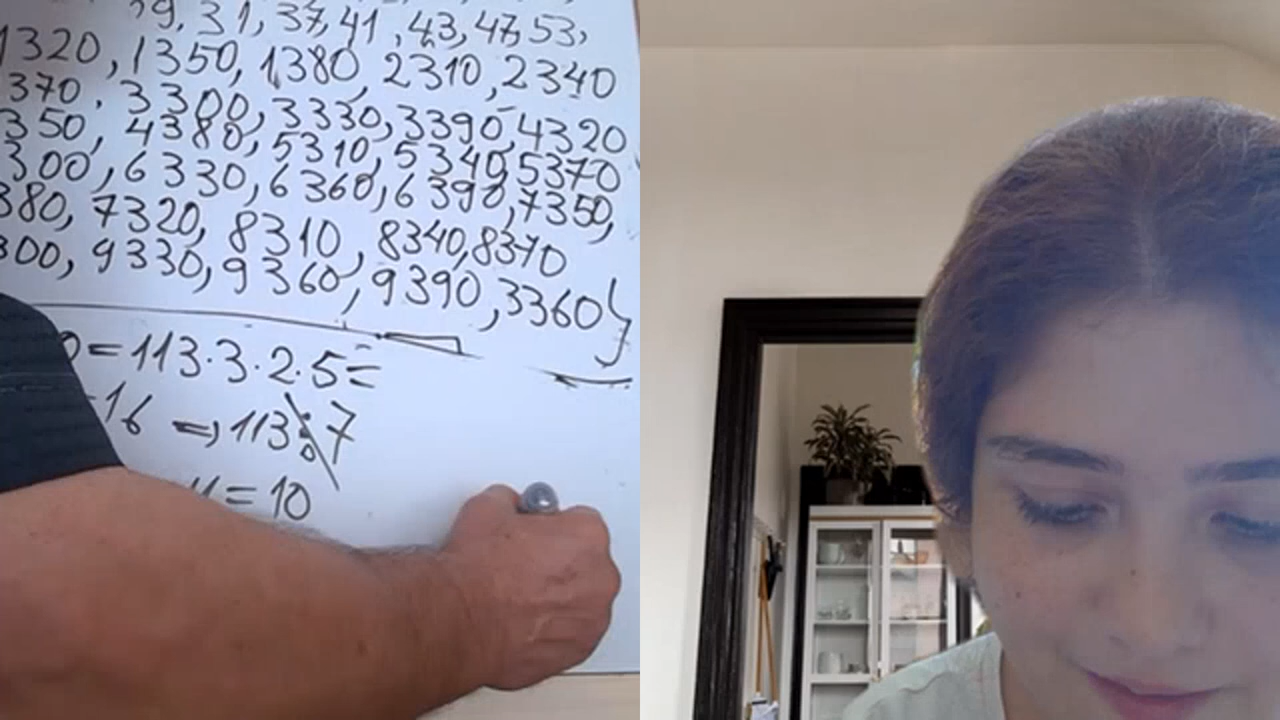 29, 31, 37, 41, 43, 47, 53,
1320, 1350, 1380, 2310, 2340
370, 3300, 3330, 3390, 4320
350, 4380, 5310, 5340, 5370
300, 6330, 6360, 6390, 7350,
380, 7320, 8310, 8340, 8370
300, 9330, 9360, 9390, 3360}
0=113·3·2·5=
16 => 113⋮7
=10